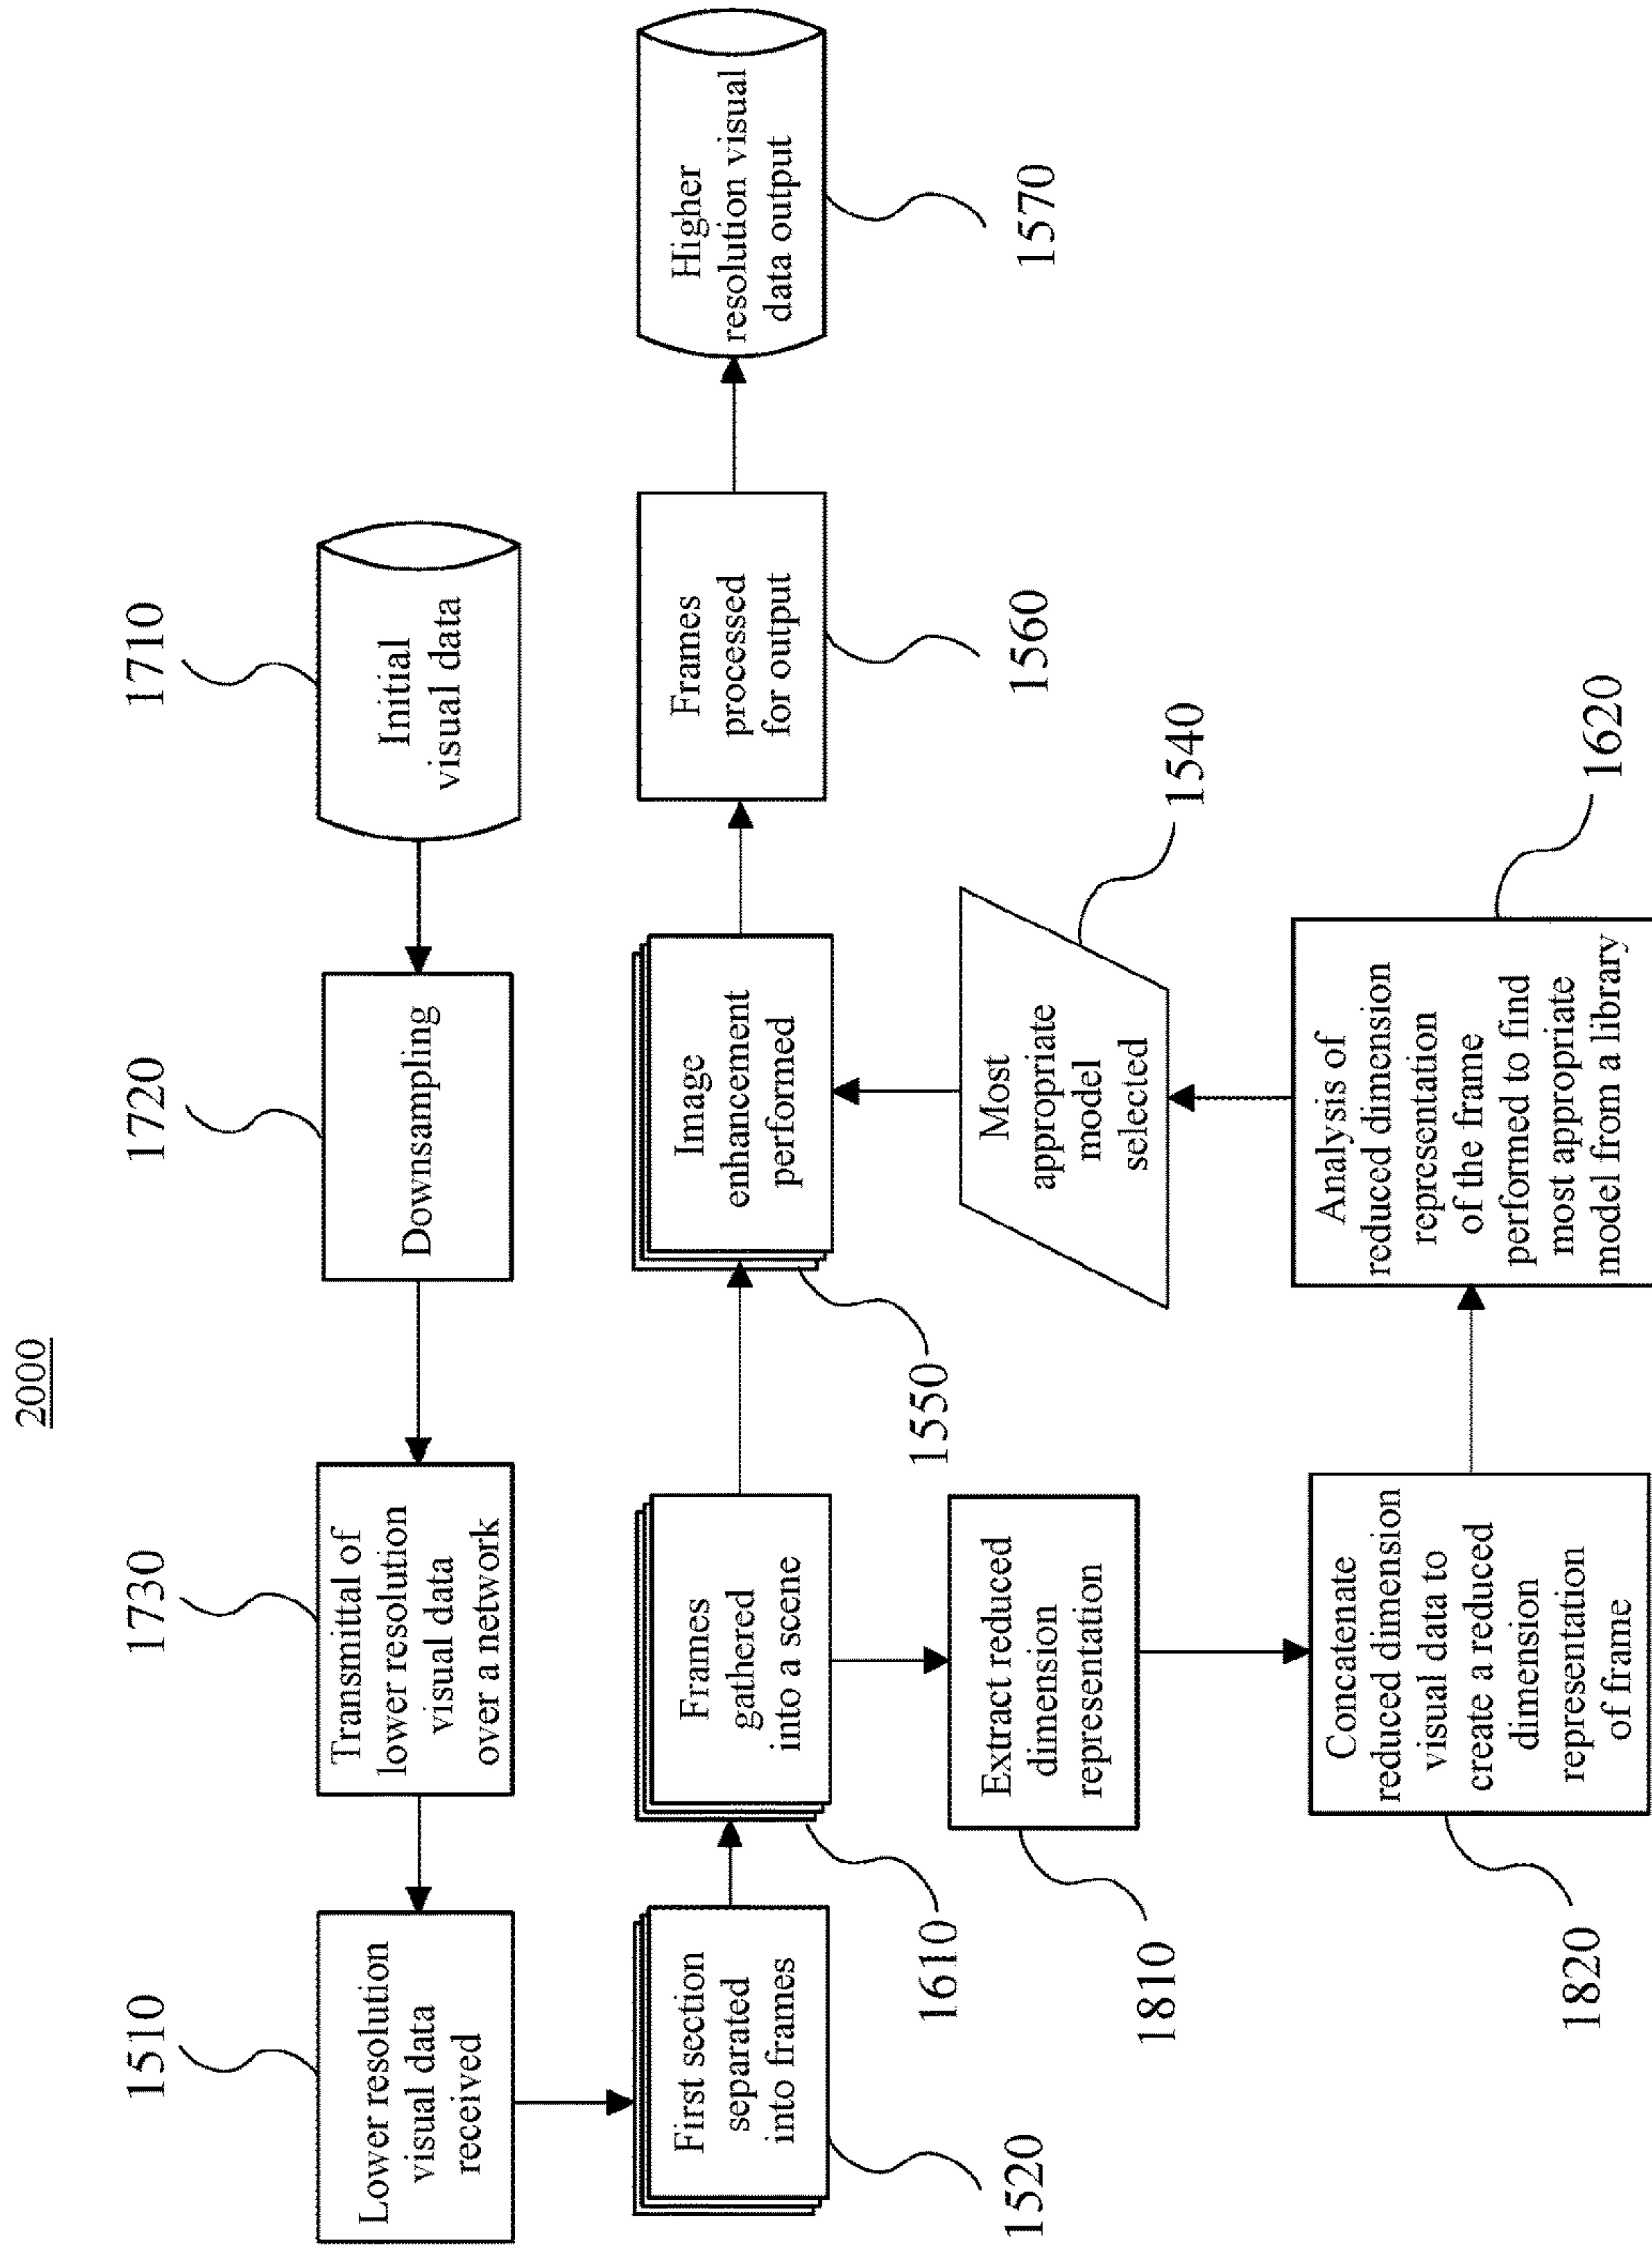 2000
1710
Initial
visual data
1720
Downsampling
1730
Transmittal of
lower resolution
visual data
over a network
1510
Lower resolution
visual data
received
First section
separated
into frames
1520
Frames
gathered
into a scene
1610
Image
enhancement
performed
1550
Frames
processed
for output
1560
Higher
resolution visual
data output
1570
Extract reduced
dimension
representation
1810
Concatenate
reduced dimension
visual data to
create a reduced
dimension
representation
of frame
1820
Analysis of
reduced dimension
representation
of the frame
performed to find
most appropriate
model from a library
1620
Most
appropriate
model
selected
1540